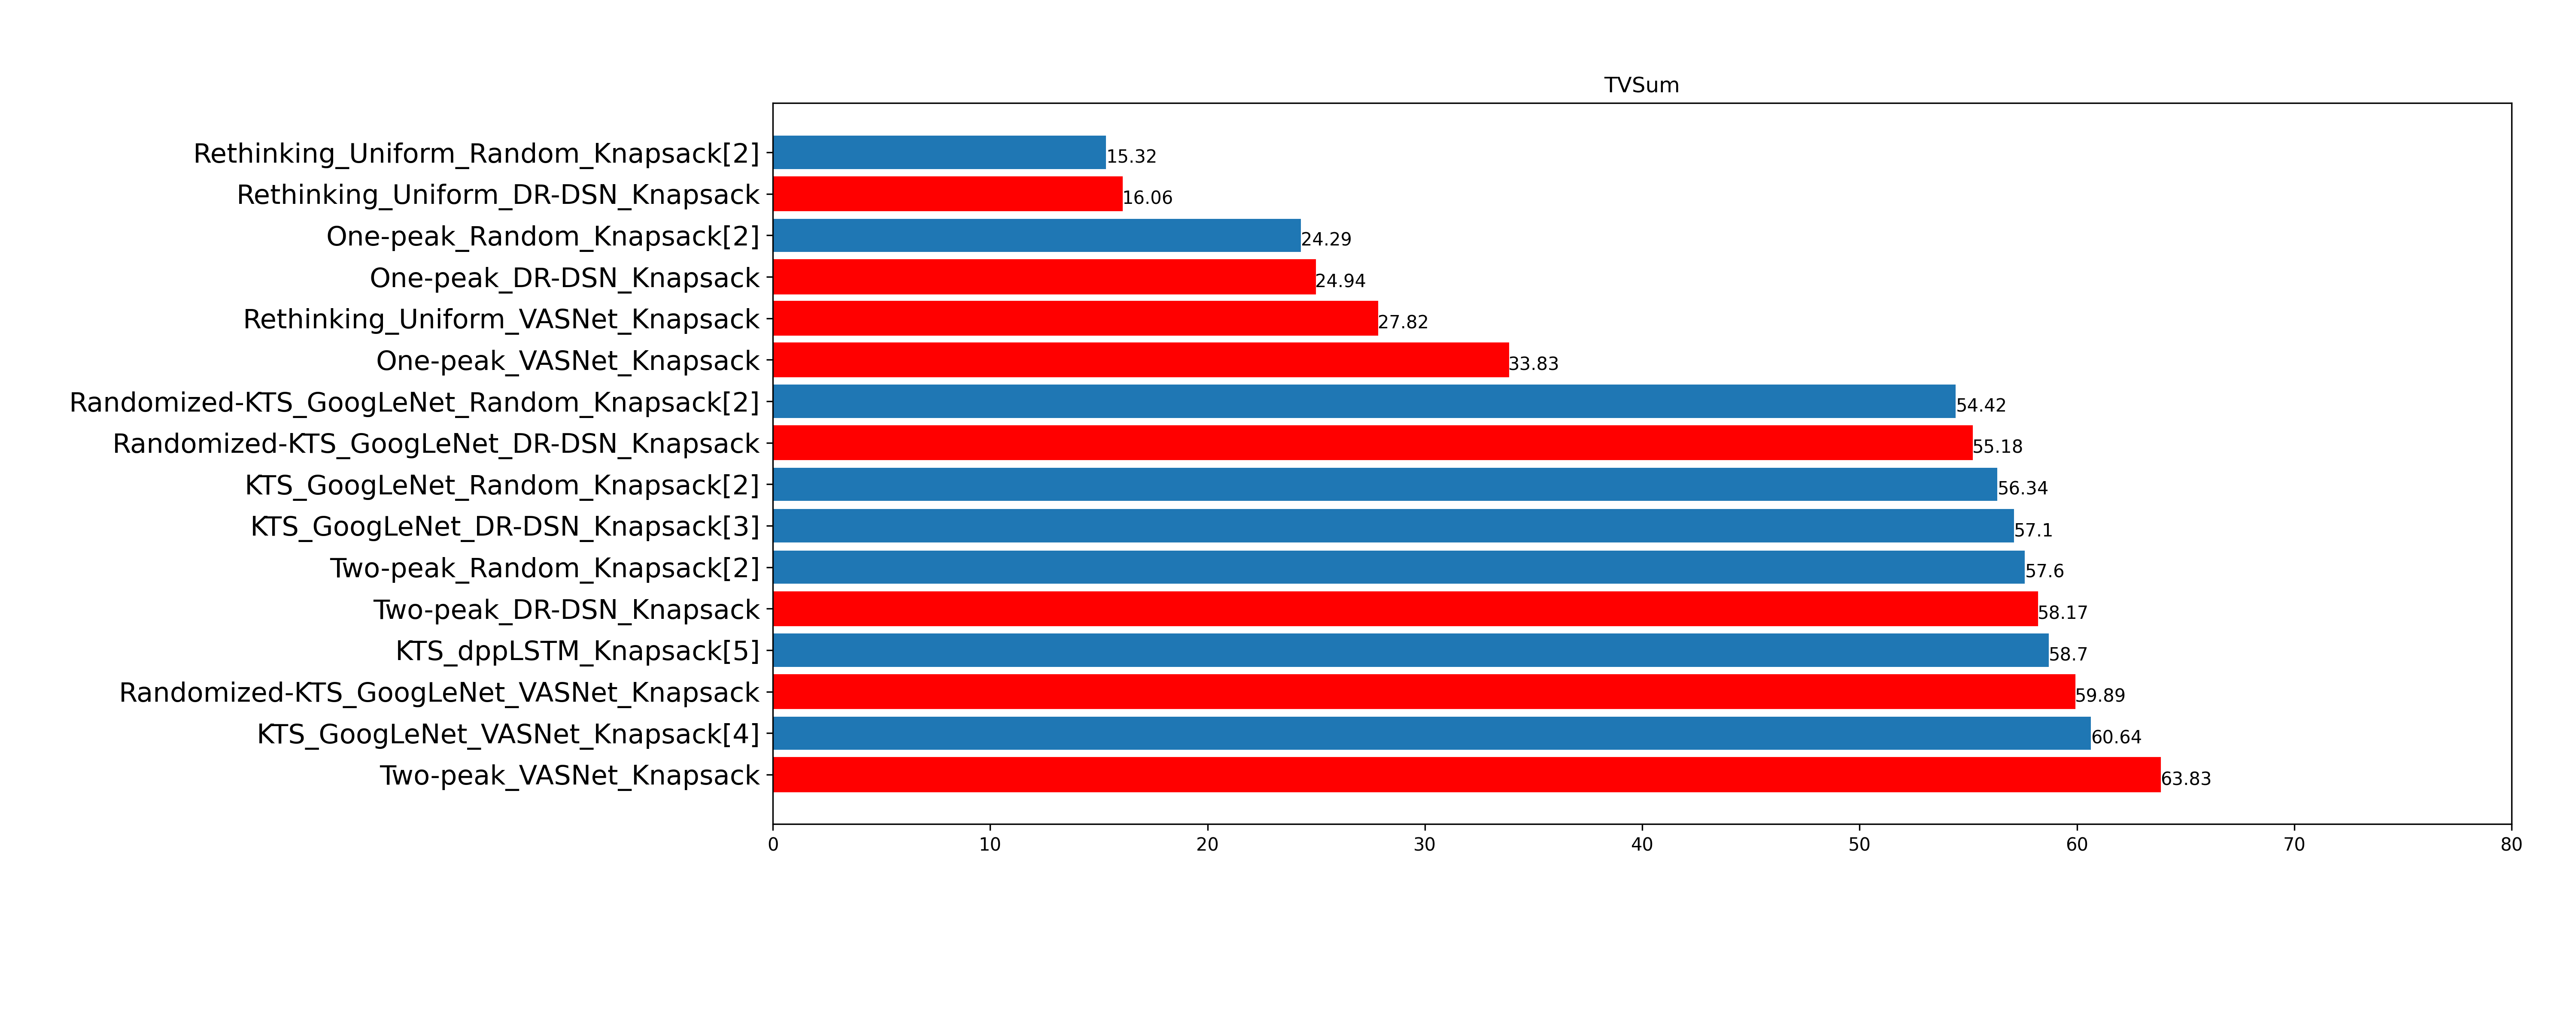 TVSum
Rethinking_Uniform_Random_Knapsack[2] 15.32
Rethinking_Uniform_DR-DSN_Knapsack 16.06
One-peak_Random_Knapsack[2] 24.29
One-peak_DR-DSN_Knapsack 24.94
Rethinking_Uniform_VASNet_Knapsack 27.82
One-peak_VASNet_Knapsack 33.83
Randomized-KTS_GoogLeNet_Random_Knapsack[2] 54.42
Randomized-KTS_GoogLeNet_DR-DSN_Knapsack 55.18
KTS_GoogLeNet_Random_Knapsack[2] 56.34
KTS_GoogLeNet_DR-DSN_Knapsack[3] 57.1
Two-peak_Random_Knapsack[2] 57.6
Two-peak_DR-DSN_Knapsack 58.17
KTS_dppLSTM_Knapsack[5] 58.7
Randomized-KTS_GoogLeNet_VASNet_Knapsack 59.89
KTS_GoogLeNet_VASNet_Knapsack[4] 60.64
Two-peak_VASNet_Knapsack 63.83
0 10 20 30 40 50 60 70 80